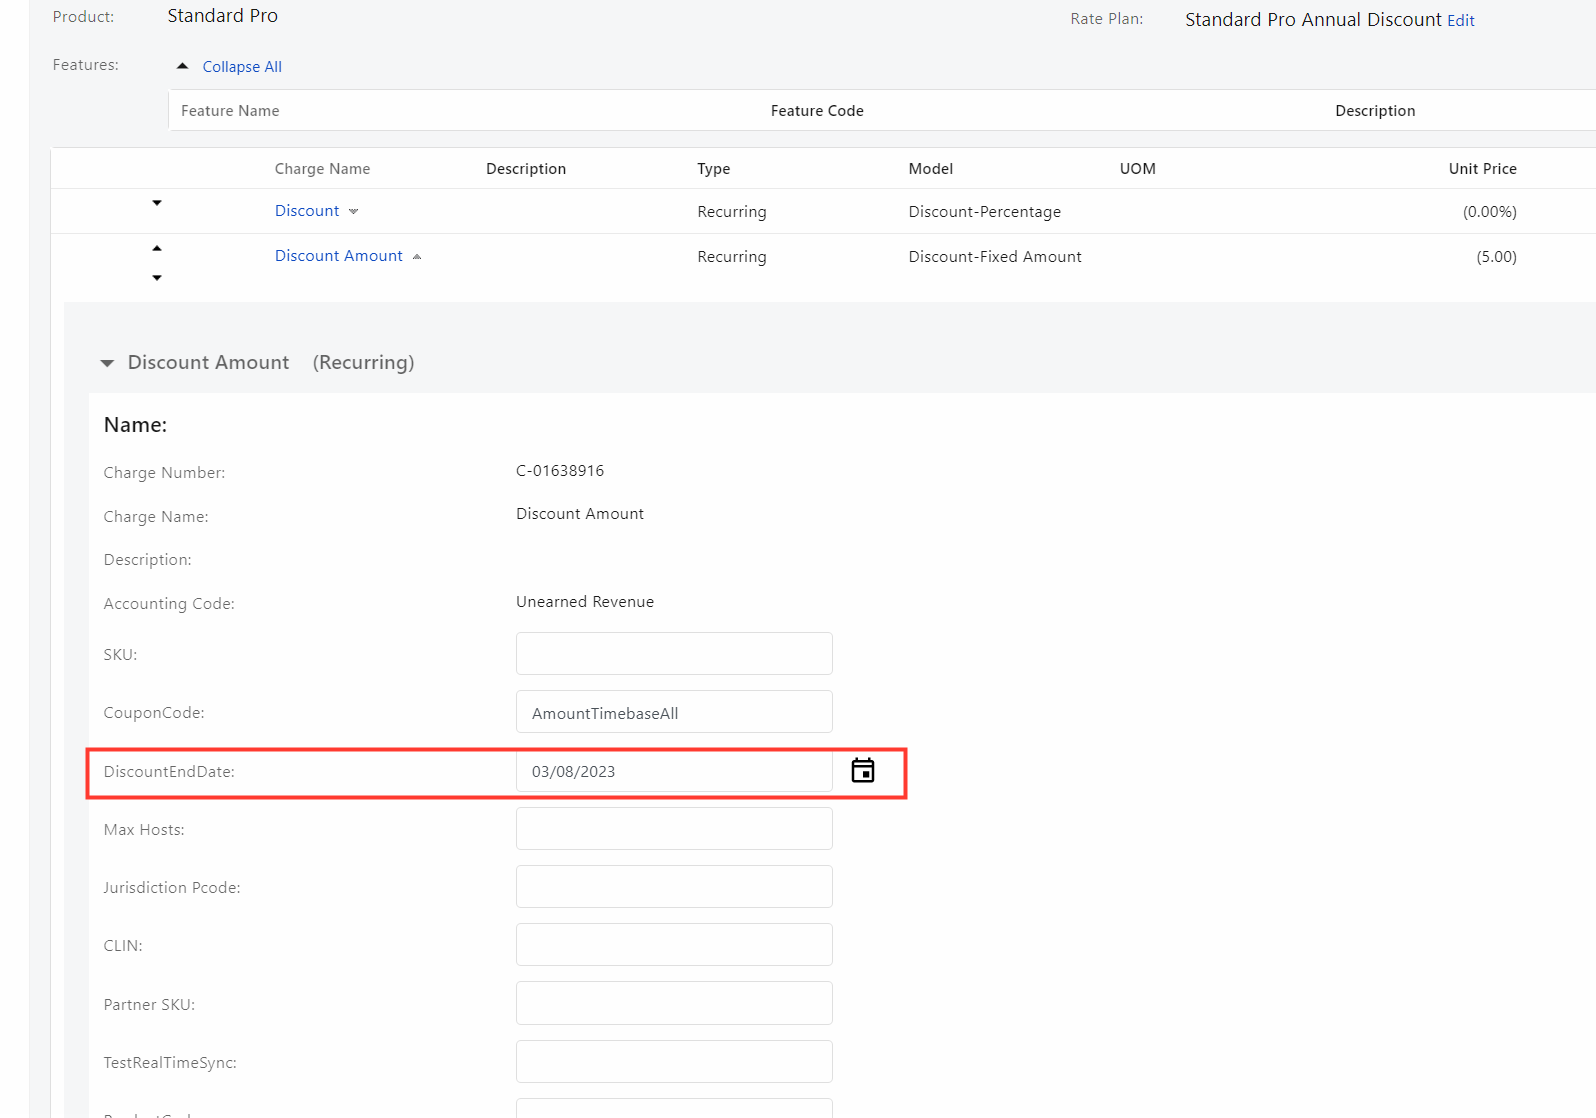 Product: Standard Pro Rate Plan: Standard Pro Annual Discount Edit
Features: Collapse All
Feature Name Feature Code Description
Charge Name Description Type Model UOM Unit Price
Discount Recurring Discount-Percentage (0.00%)
Discount Amount Recurring Discount-Fixed Amount (5.00)
Discount Amount (Recurring)
Name:
Charge Number: C-01638916
Charge Name: Discount Amount
Description:
Accounting Code: Unearned Revenue
SKU:
CouponCode: AmountTimebaseAll
DiscountEndDate: 03/08/2023
Max Hosts:
Jurisdiction Pcode:
CLIN:
Partner SKU:
TestRealTimeSync: